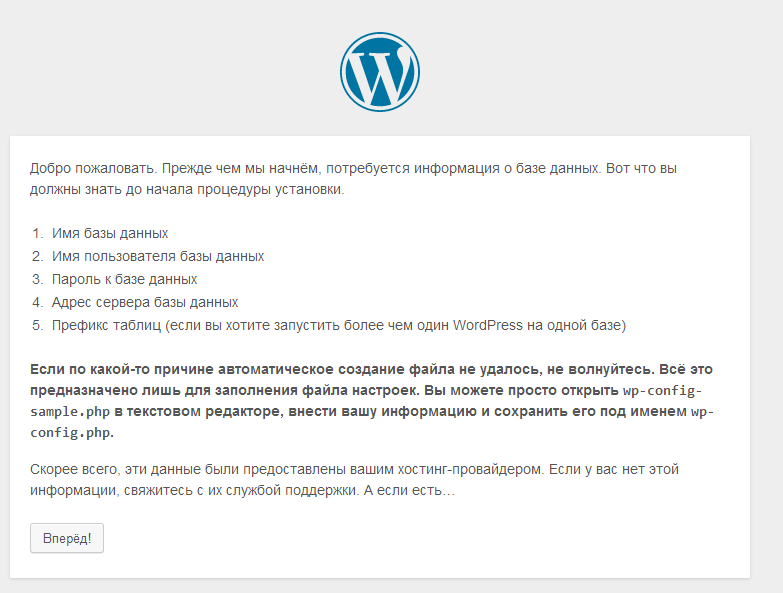 Добро пожаловать. Прежде чем мы начнём, потребуется информация о базе данных. Вот что вы
должны знать до начала процедуры установки.
1. Имя базы данных
2. Имя пользователя базы данных
3. Пароль к базе данных
4. Адрес сервера базы данных
5. Префикс таблиц (если вы хотите запустить более чем один WordPress на одной базе)
Если по какой-то причине автоматическое создание файла не удалось, не волнуйтесь. Всё это
предназначено лишь для заполнения файла настроек. Вы можете просто открыть wp-config-
sample.php в текстовом редакторе, внести вашу информацию и сохранить его под именем wp-
config.php.
Скорее всего, эти данные были предоставлены вашим хостинг-провайдером. Если у вас нет этой
информации, свяжитесь с их службой поддержки. А если есть…
Вперёд!